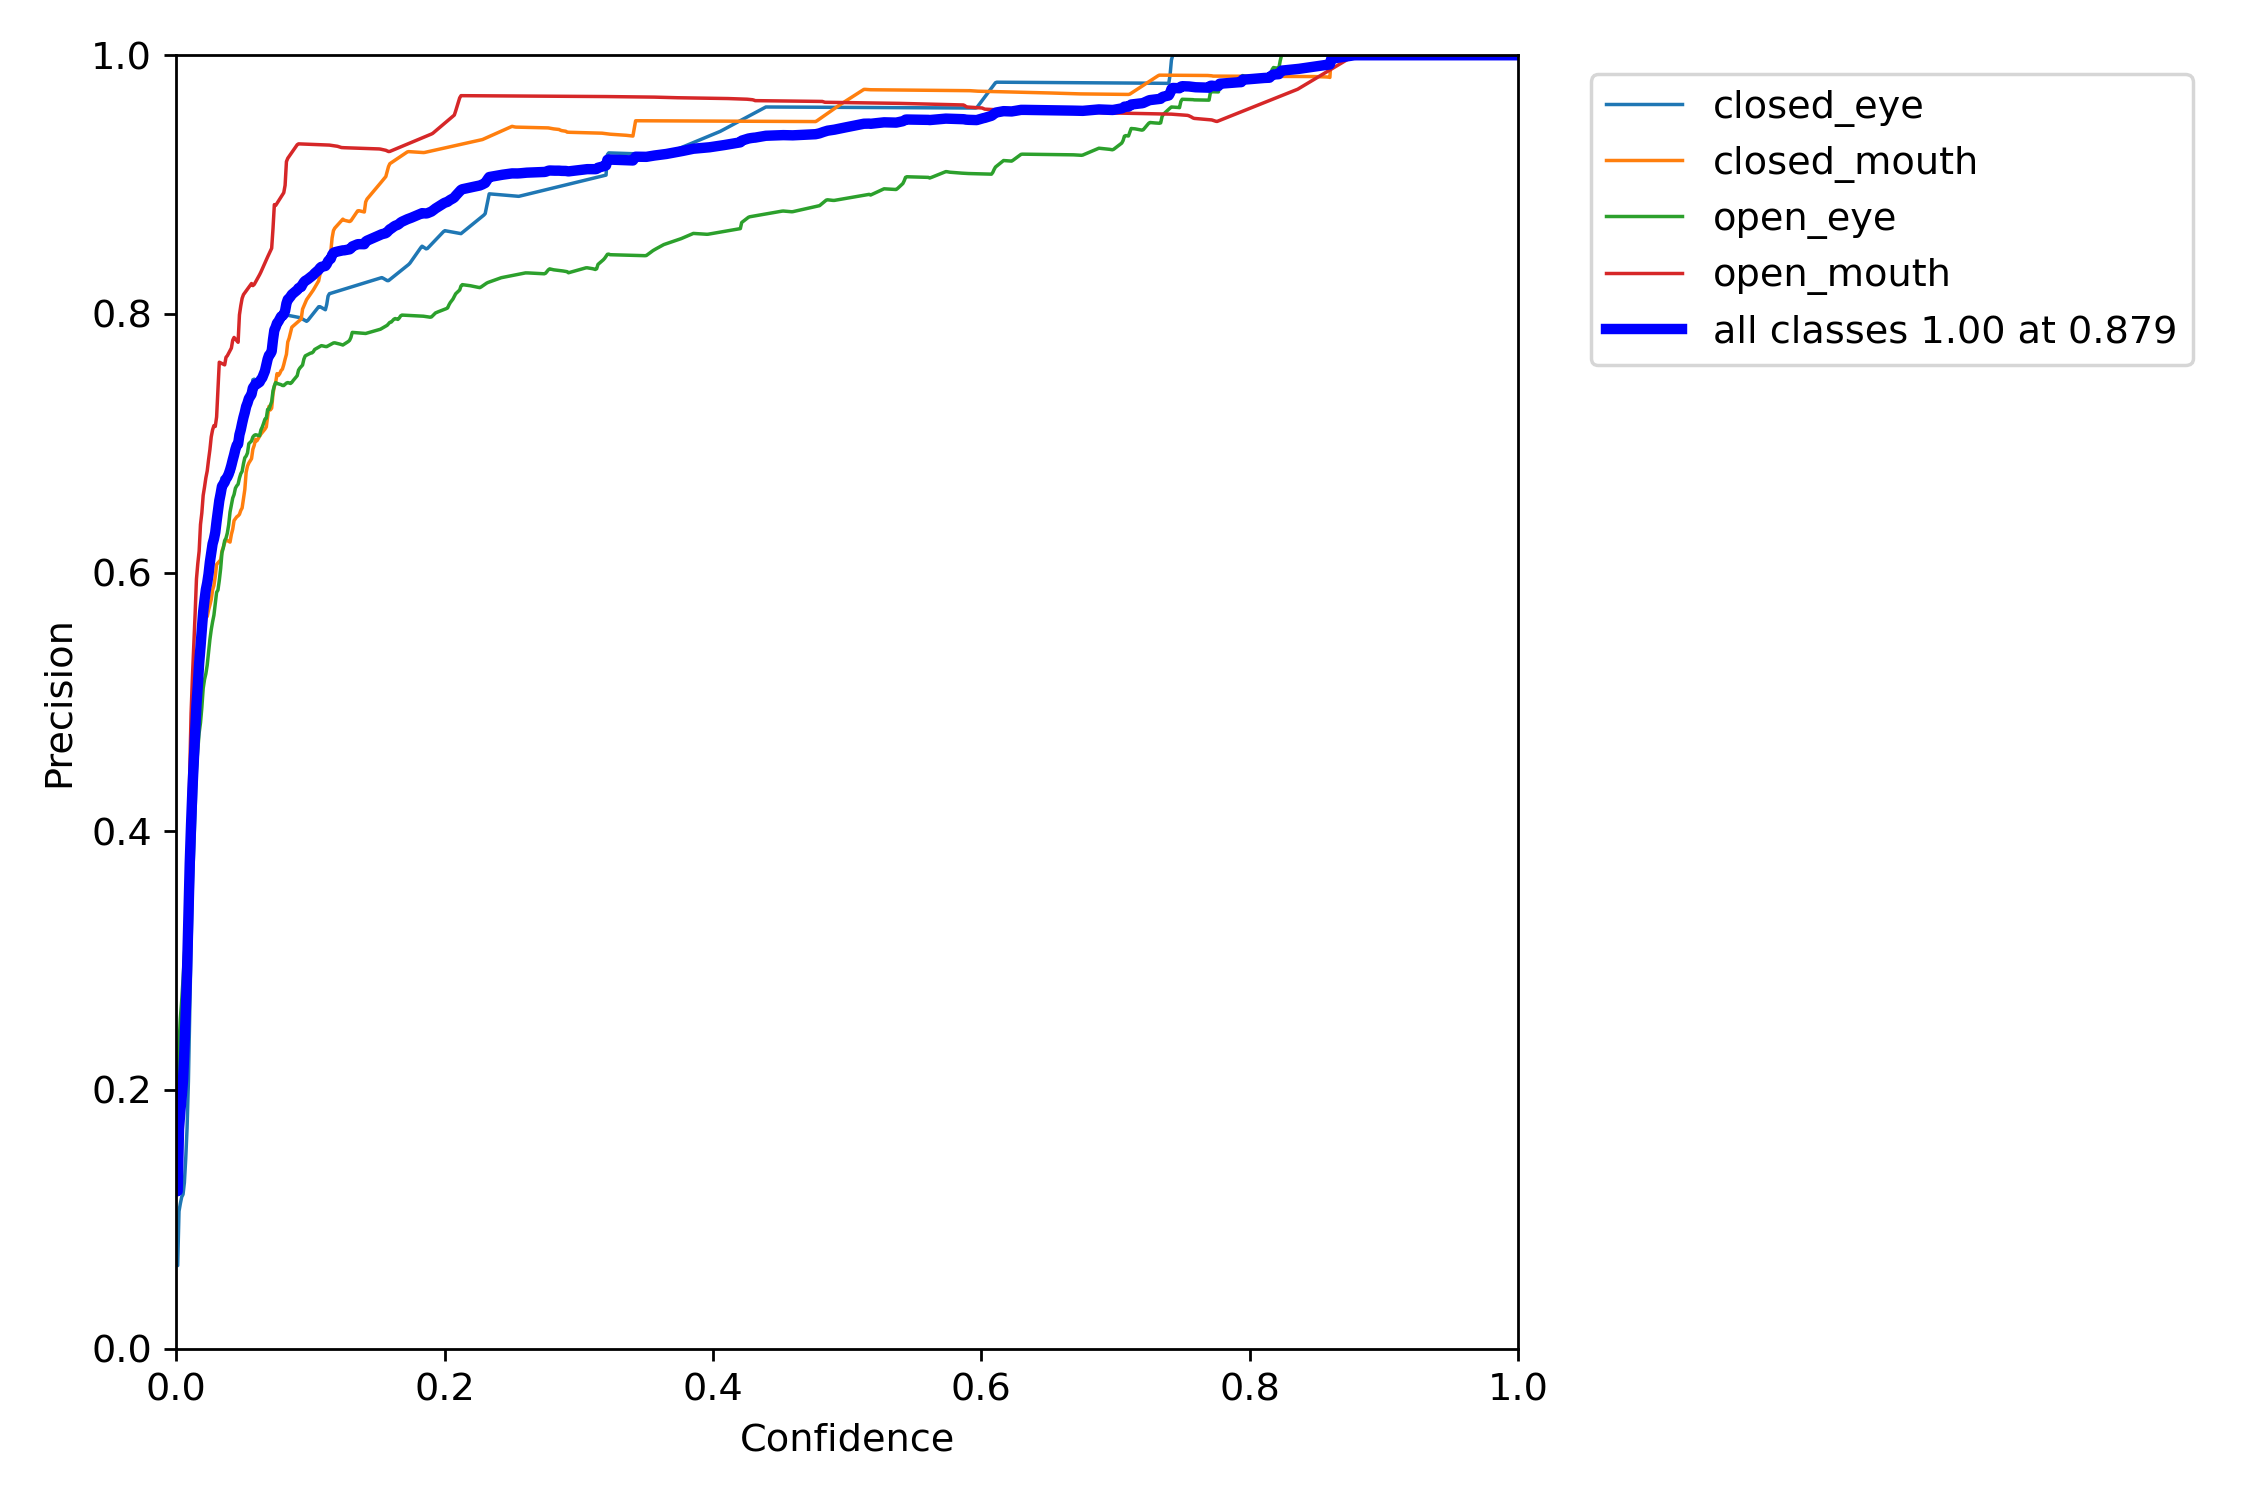 1.0
0.8
0.6
0.4
0.2
0.0
Precision
0.0 0.2 0.4 0.6 0.8 1.0
Confidence
closed_eye
closed_mouth
open_eye
open_mouth
all classes 1.00 at 0.879